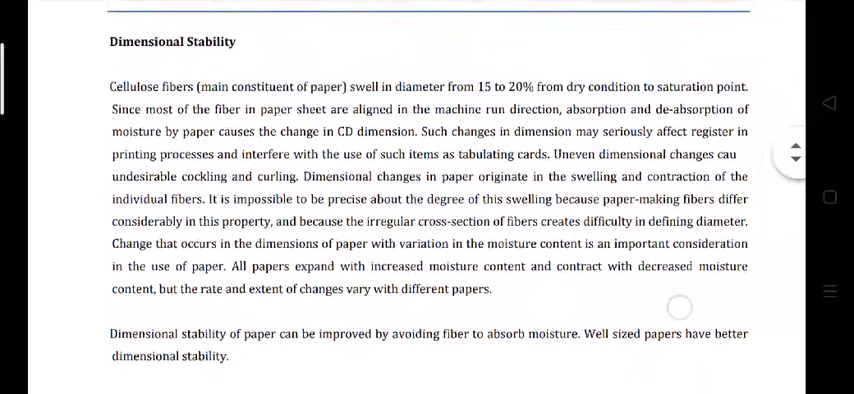 Dimensional Stability
Cellulose fibers (main constituent of paper) swell in diameter from 15 to 20% from dry condition to saturation point.
Since most of the fiber in paper sheet are aligned in the machine run direction, absorption and de-absorption of
moisture by paper causes the change in CD dimension. Such changes in dimension may seriously affect register in
printing processes and interfere with the use of such items as tabulating cards. Uneven dimensional changes cau
undesirable cockling and curling. Dimensional changes in paper originate in the swelling and contraction of the
individual fibers. It is impossible to be precise about the degree of this swelling because paper-making fibers differ
considerably in this property, and because the irregular cross-section of fibers creates difficulty in defining diameter.
Change that occurs in the dimensions of paper with variation in the moisture content is an important consideration
in the use of paper. All papers expand with increased moisture content and contract with decreased moisture
content, but the rate and extent of changes vary with different papers.
Dimensional stability of paper can be improved by avoiding fiber to absorb moisture. Well sized papers have better
dimensional stability.